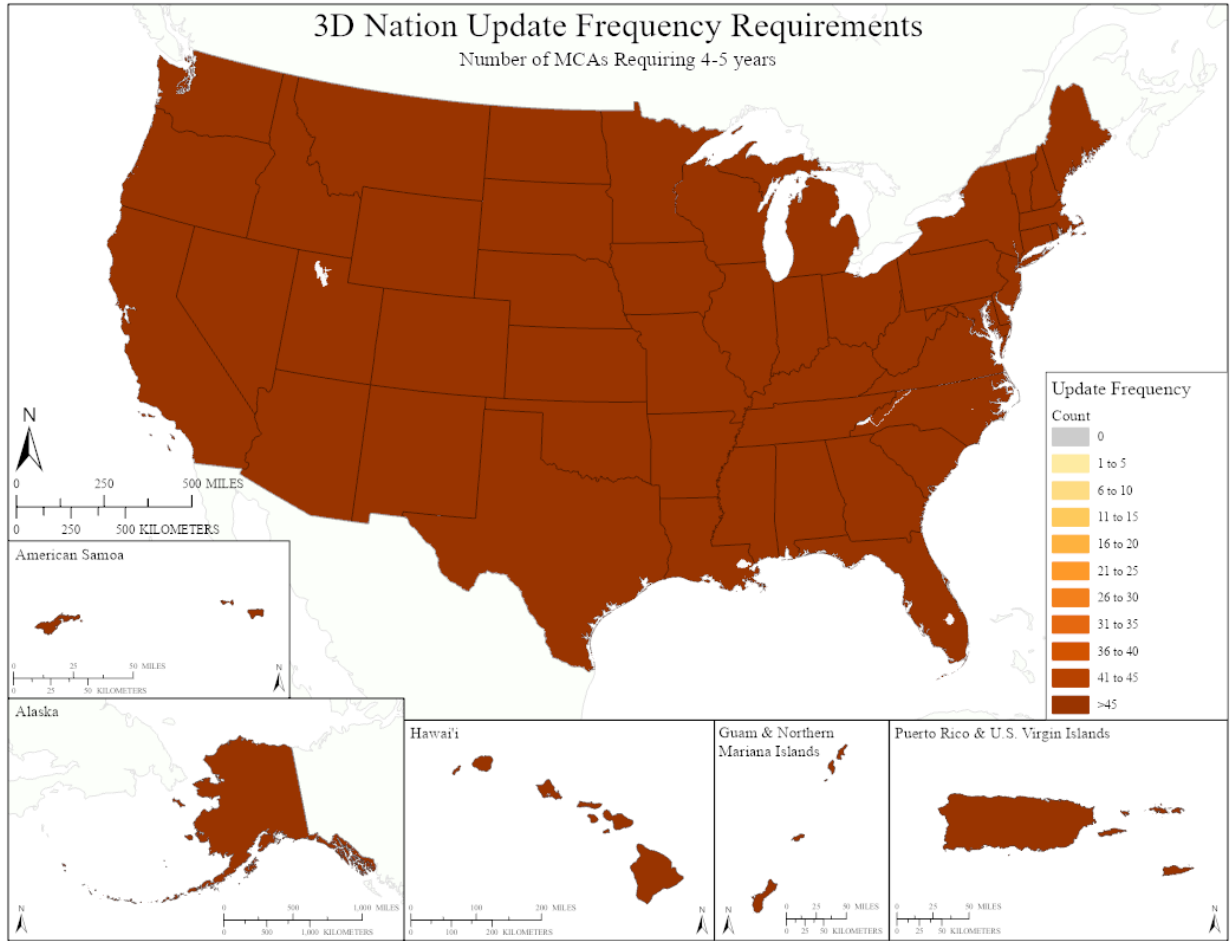 3D Nation Update Frequency Requirements
Number of MCAs Requiring 4-5 years
Update Frequency
Count
0
1 to 5
6 to 10
11 to 15
16 to 20
21 to 25
26 to 30
31 to 35
36 to 40
41 to 45
>45
N
0 250 500 MILES
0 250 500 KILOMETERS
American Samoa
0 25 50 MILES
0 25 50 KILOMETERS
N
Alaska
N
0 500 1,000 MILES
0 500 1,000 KILOMETERS
Hawai'i
0 100 200 MILES
0 100 200 KILOMETERS
N
Guam & Northern
Mariana Islands
N
0 25 50 MILES
0 25 50 KILOMETERS
Puerto Rico & U.S. Virgin Islands
0 25 50 MILES
0 25 50 KILOMETERS
N